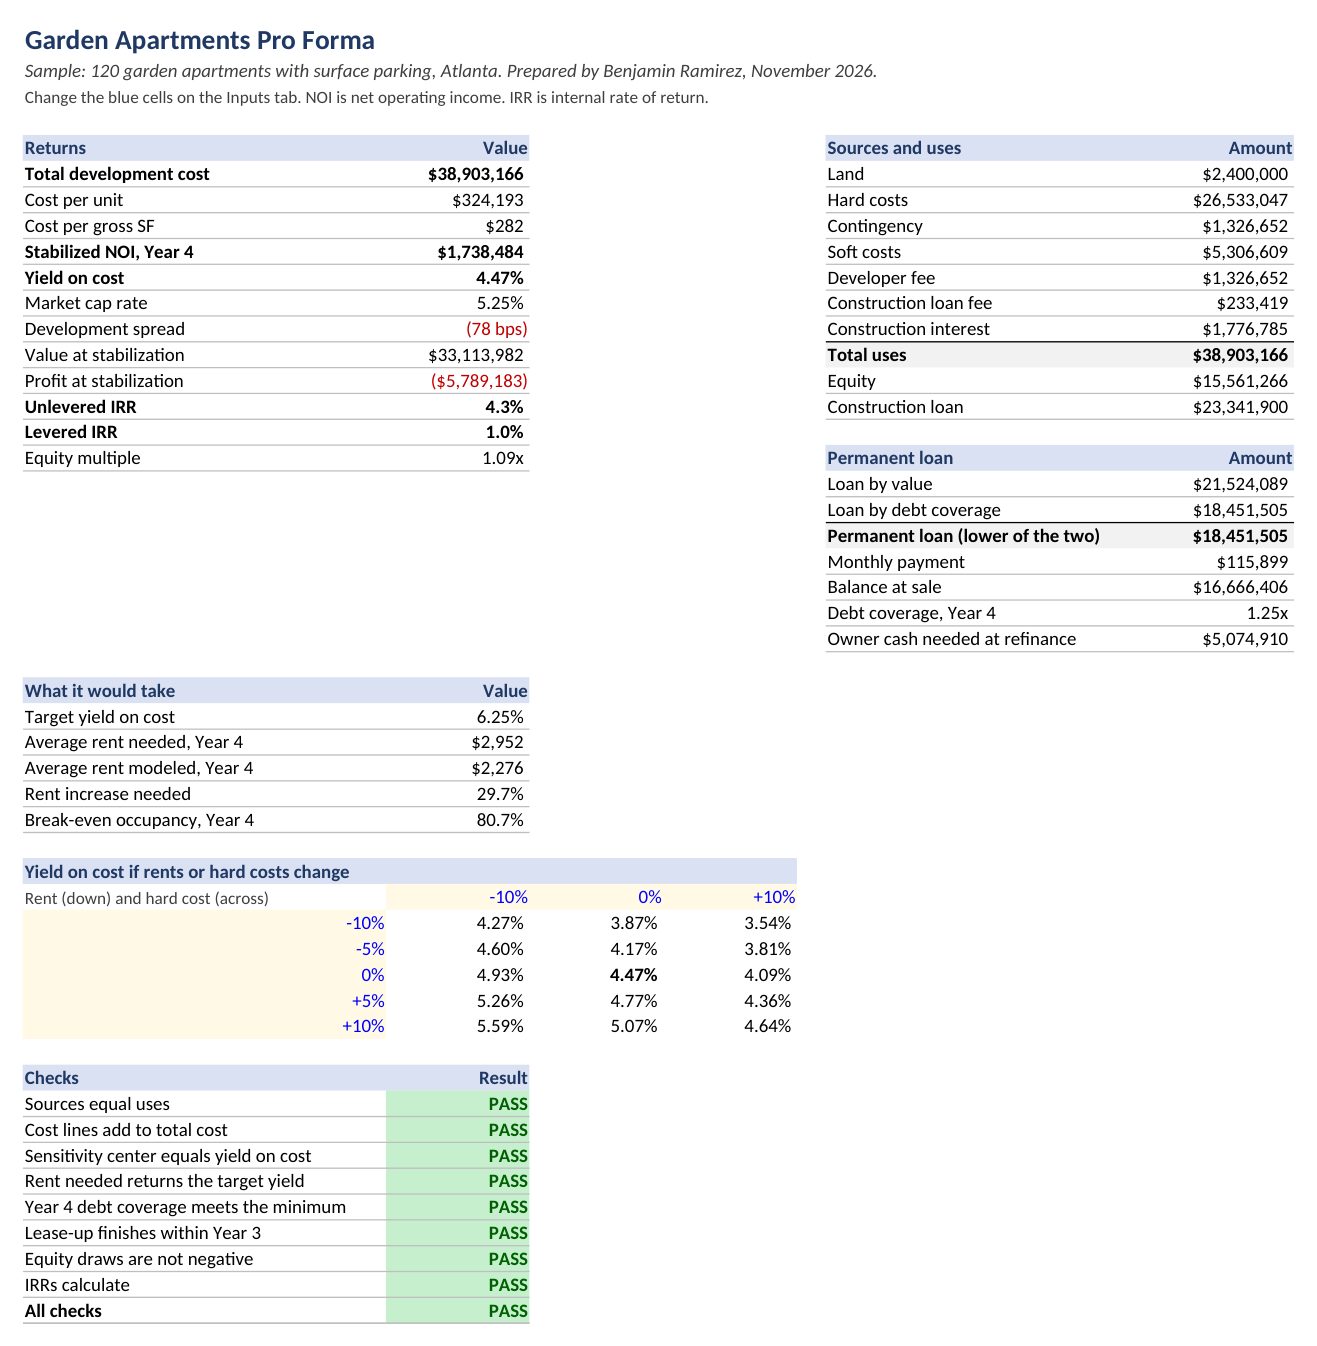 Garden Apartments Pro Forma
Sample: 120 garden apartments with surface parking, Atlanta. Prepared by Benjamin Ramirez, November 2026.
Change the blue cells on the Inputs tab. NOI is net operating income. IRR is internal rate of return.
Returns Value
Total development cost $38,903,166
Cost per unit $324,193
Cost per gross SF $282
Stabilized NOI, Year 4 $1,738,484
Yield on cost 4.47%
Market cap rate 5.25%
Development spread (78 bps)
Value at stabilization $33,113,982
Profit at stabilization ($5,789,183)
Unlevered IRR 4.3%
Levered IRR 1.0%
Equity multiple 1.09x
Sources and uses Amount
Land $2,400,000
Hard costs $26,533,047
Contingency $1,326,652
Soft costs $5,306,609
Developer fee $1,326,652
Construction loan fee $233,419
Construction interest $1,776,785
Total uses $38,903,166
Equity $15,561,266
Construction loan $23,341,900
Permanent loan Amount
Loan by value $21,524,089
Loan by debt coverage $18,451,505
Permanent loan (lower of the two) $18,451,505
Monthly payment $115,899
Balance at sale $16,666,406
Debt coverage, Year 4 1.25x
Owner cash needed at refinance $5,074,910
What it would take Value
Target yield on cost 6.25%
Average rent needed, Year 4 $2,952
Average rent modeled, Year 4 $2,276
Rent increase needed 29.7%
Break-even occupancy, Year 4 80.7%
Yield on cost if rents or hard costs change
Rent (down) and hard cost (across) -10% 0% +10%
-10% 4.27% 3.87% 3.54%
-5% 4.60% 4.17% 3.81%
0% 4.93% 4.47% 4.09%
+5% 5.26% 4.77% 4.36%
+10% 5.59% 5.07% 4.64%
Checks Result
Sources equal uses PASS
Cost lines add to total cost PASS
Sensitivity center equals yield on cost PASS
Rent needed returns the target yield PASS
Year 4 debt coverage meets the minimum PASS
Lease-up finishes within Year 3 PASS
Equity draws are not negative PASS
IRRs calculate PASS
All checks PASS